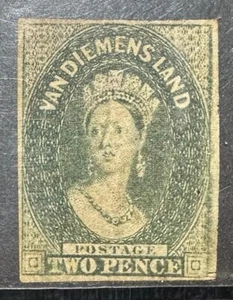 VAN DIEMENS LAND
POSTAGE
TWO PENCE